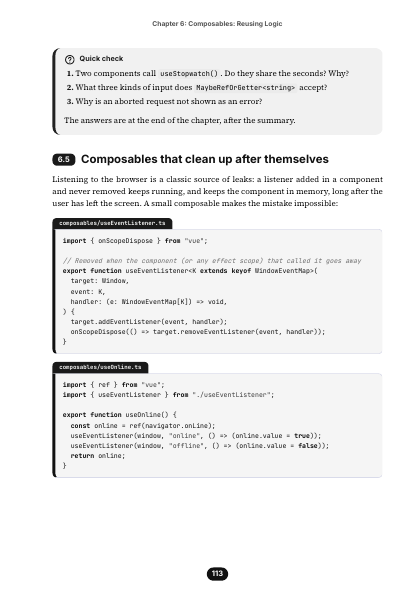 Chapter 6: Composables: Reusing Logic
Quick check
1. Two components call useStopwatch() . Do they share the seconds? Why?
2. What three kinds of input does MaybeRefOrGetter<string> accept?
3. Why is an aborted request not shown as an error?
The answers are at the end of the chapter, after the summary.
6.5 Composables that clean up after themselves
Listening to the browser is a classic source of leaks: a listener added in a component
and never removed keeps running, and keeps the component in memory, long after the
user has left the screen. A small composable makes the mistake impossible:
composables/useEventListener.ts
import { onScopeDispose } from "vue";
// Removed when the component (or any effect scope) that called it goes away
export function useEventListener<K extends keyof WindowEventMap>(
  target: Window,
  event: K,
  handler: (e: WindowEventMap[K]) => void,
) {
  target.addEventListener(event, handler);
  onScopeDispose(() => target.removeEventListener(event, handler));
}
composables/useOnline.ts
import { ref } from "vue";
import { useEventListener } from "./useEventListener";
export function useOnline() {
  const online = ref(navigator.onLine);
  useEventListener(window, "online", () => (online.value = true));
  useEventListener(window, "offline", () => (online.value = false));
  return online;
}
113